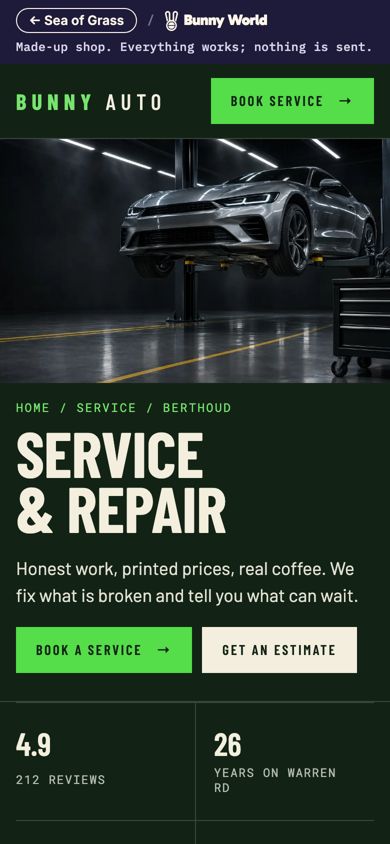 ← Sea of Grass / Bunny World
Made-up shop. Everything works; nothing is sent.
BUNNY AUTO
BOOK SERVICE →
HOME / SERVICE / BERTHOUD
SERVICE
& REPAIR
Honest work, printed prices, real coffee. We
fix what is broken and tell you what can wait.
BOOK A SERVICE →
GET AN ESTIMATE
4.9
212 REVIEWS
26
YEARS ON WARREN
RD